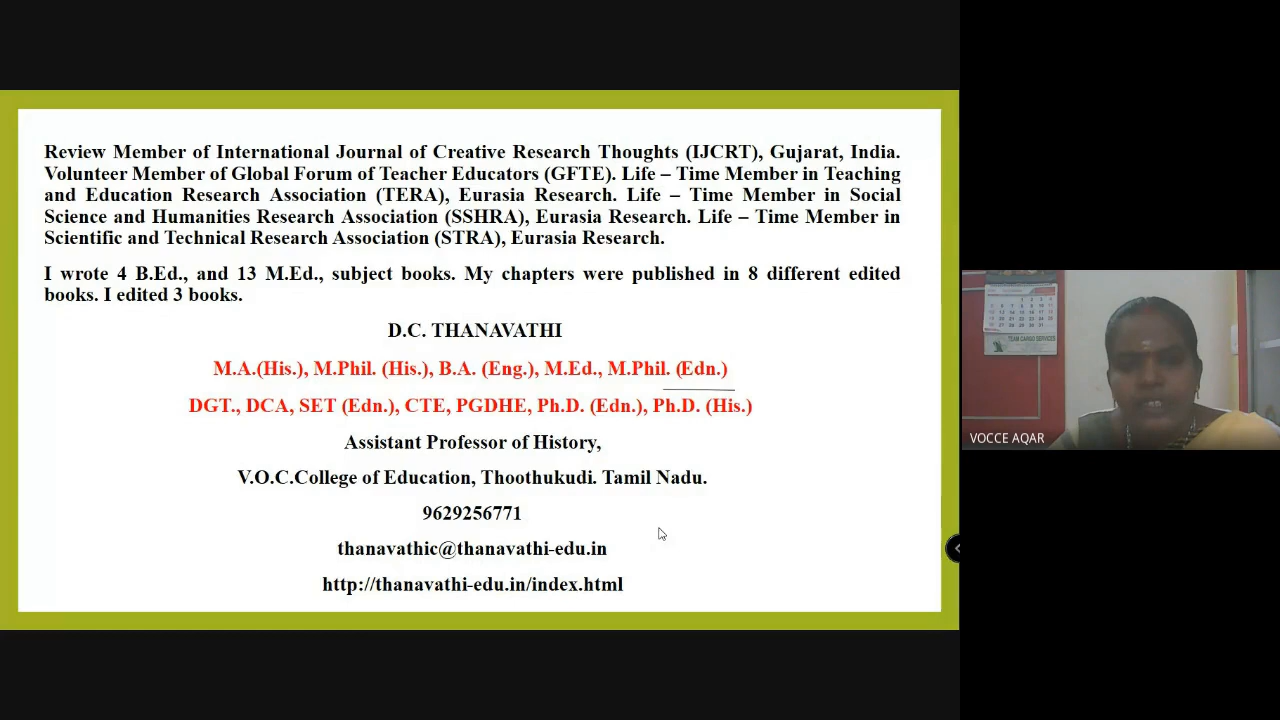 Review Member of International Journal of Creative Research Thoughts (IJCRT), Gujarat, India.
Volunteer Member of Global Forum of Teacher Educators (GFTE). Life – Time Member in Teaching
and Education Research Association (TERA), Eurasia Research. Life – Time Member in Social
Science and Humanities Research Association (SSHRA), Eurasia Research. Life – Time Member in
Scientific and Technical Research Association (STRA), Eurasia Research.
I wrote 4 B.Ed., and 13 M.Ed., subject books. My chapters were published in 8 different edited
books. I edited 3 books.
D.C. THANAVATHI
M.A.(His.), M.Phil. (His.), B.A. (Eng.), M.Ed., M.Phil. (Edn.)
DGT., DCA, SET (Edn.), CTE, PGDHE, Ph.D. (Edn.), Ph.D. (His.)
Assistant Professor of History,
V.O.C.College of Education, Thoothukudi. Tamil Nadu.
9629256771
thanavathic@thanavathi-edu.in
http://thanavathi-edu.in/index.html
TEAM CARGO SERVICES
VOCCE AQAR